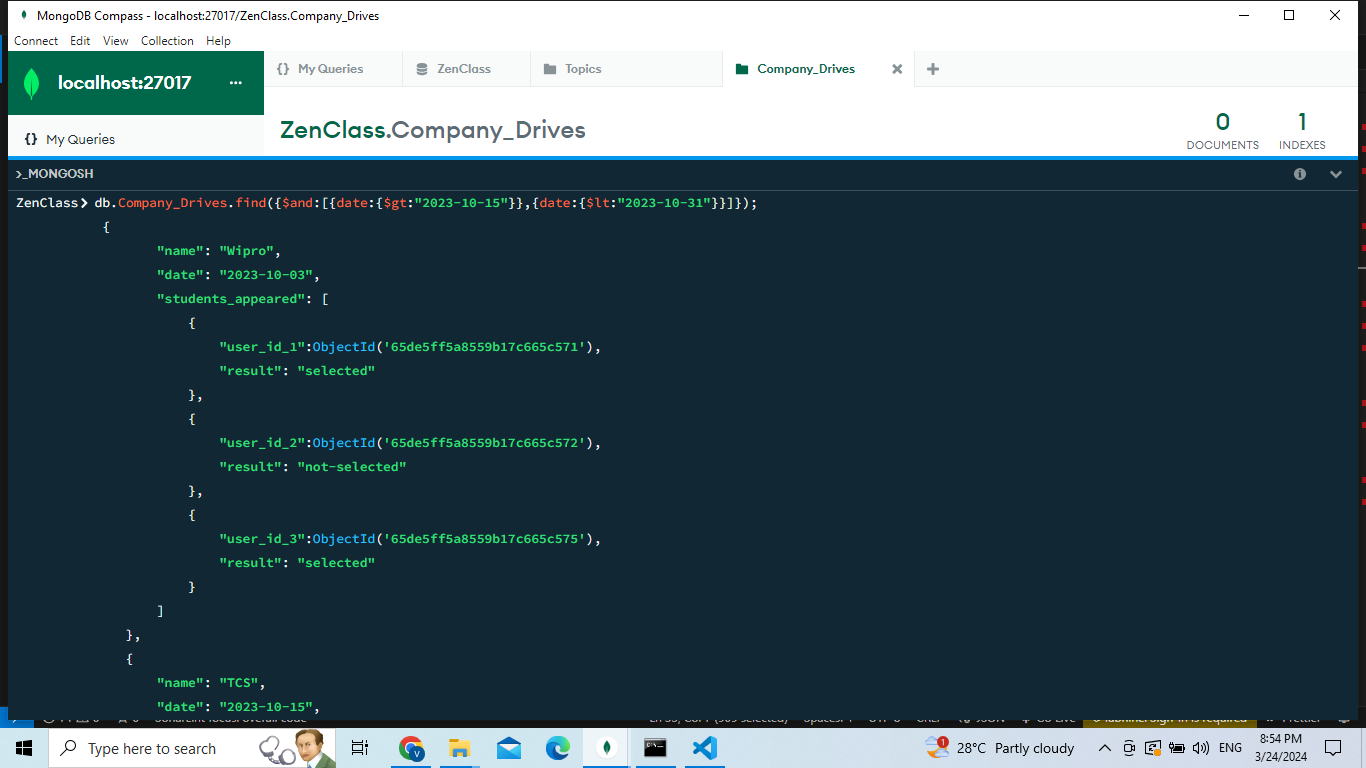 MongoDB Compass - localhost:27017/ZenClass.Company_Drives
Connect Edit View Collection Help
localhost:27017 ...
{} My Queries ZenClass Topics Company_Drives
{} My Queries
ZenClass.Company_Drives
0 DOCUMENTS
1 INDEXES
>_MONGOSH
ZenClass> db.Company_Drives.find({$and:[{date:{$gt:"2023-10-15"}},{date:{$lt:"2023-10-31"}}]});
{
"name": "Wipro",
"date": "2023-10-03",
"students_appeared": [
{
"user_id_1":ObjectId('65de5ff5a8559b17c665c571'),
"result": "selected"
},
{
"user_id_2":ObjectId('65de5ff5a8559b17c665c572'),
"result": "not-selected"
},
{
"user_id_3":ObjectId('65de5ff5a8559b17c665c575'),
"result": "selected"
}
]
},
{
"name": "TCS",
"date": "2023-10-15",
Type here to search
1
28°C Partly cloudy
ENG
8:54 PM
3/24/2024